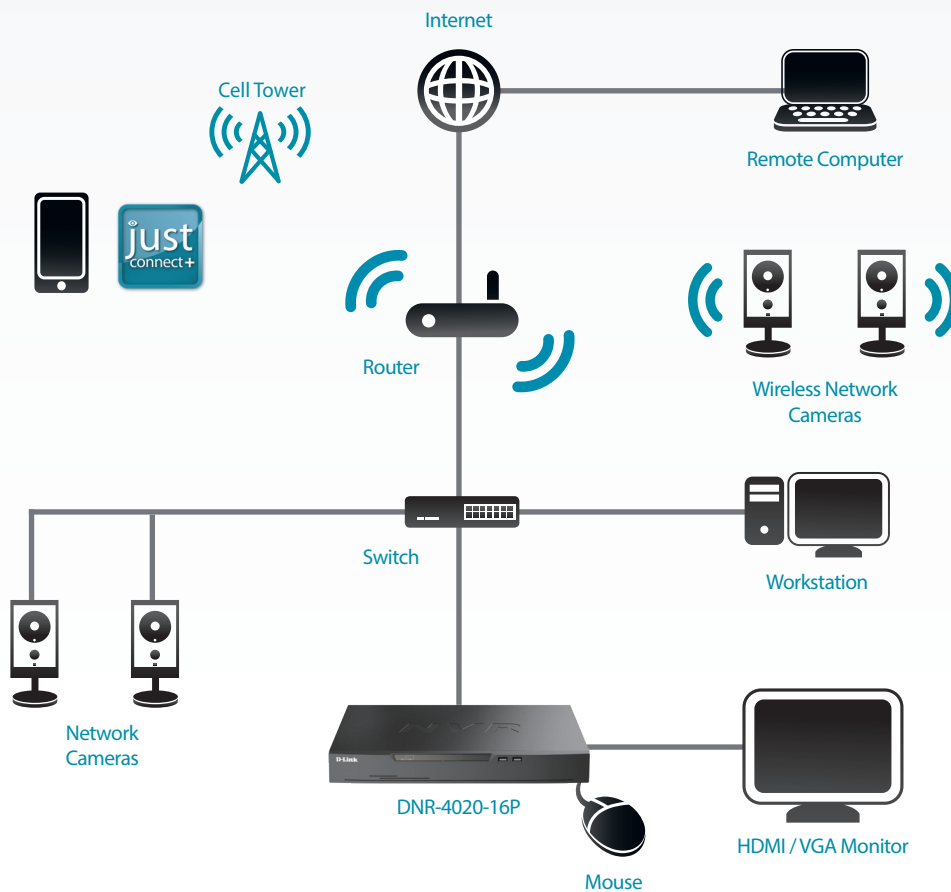 Internet
Cell Tower
Remote Computer
just
connect+
Router
Wireless Network
Cameras
Switch
Workstation
Network
Cameras
NVR
D-Link
DNR-4020-16P
HDMI / VGA Monitor
Mouse